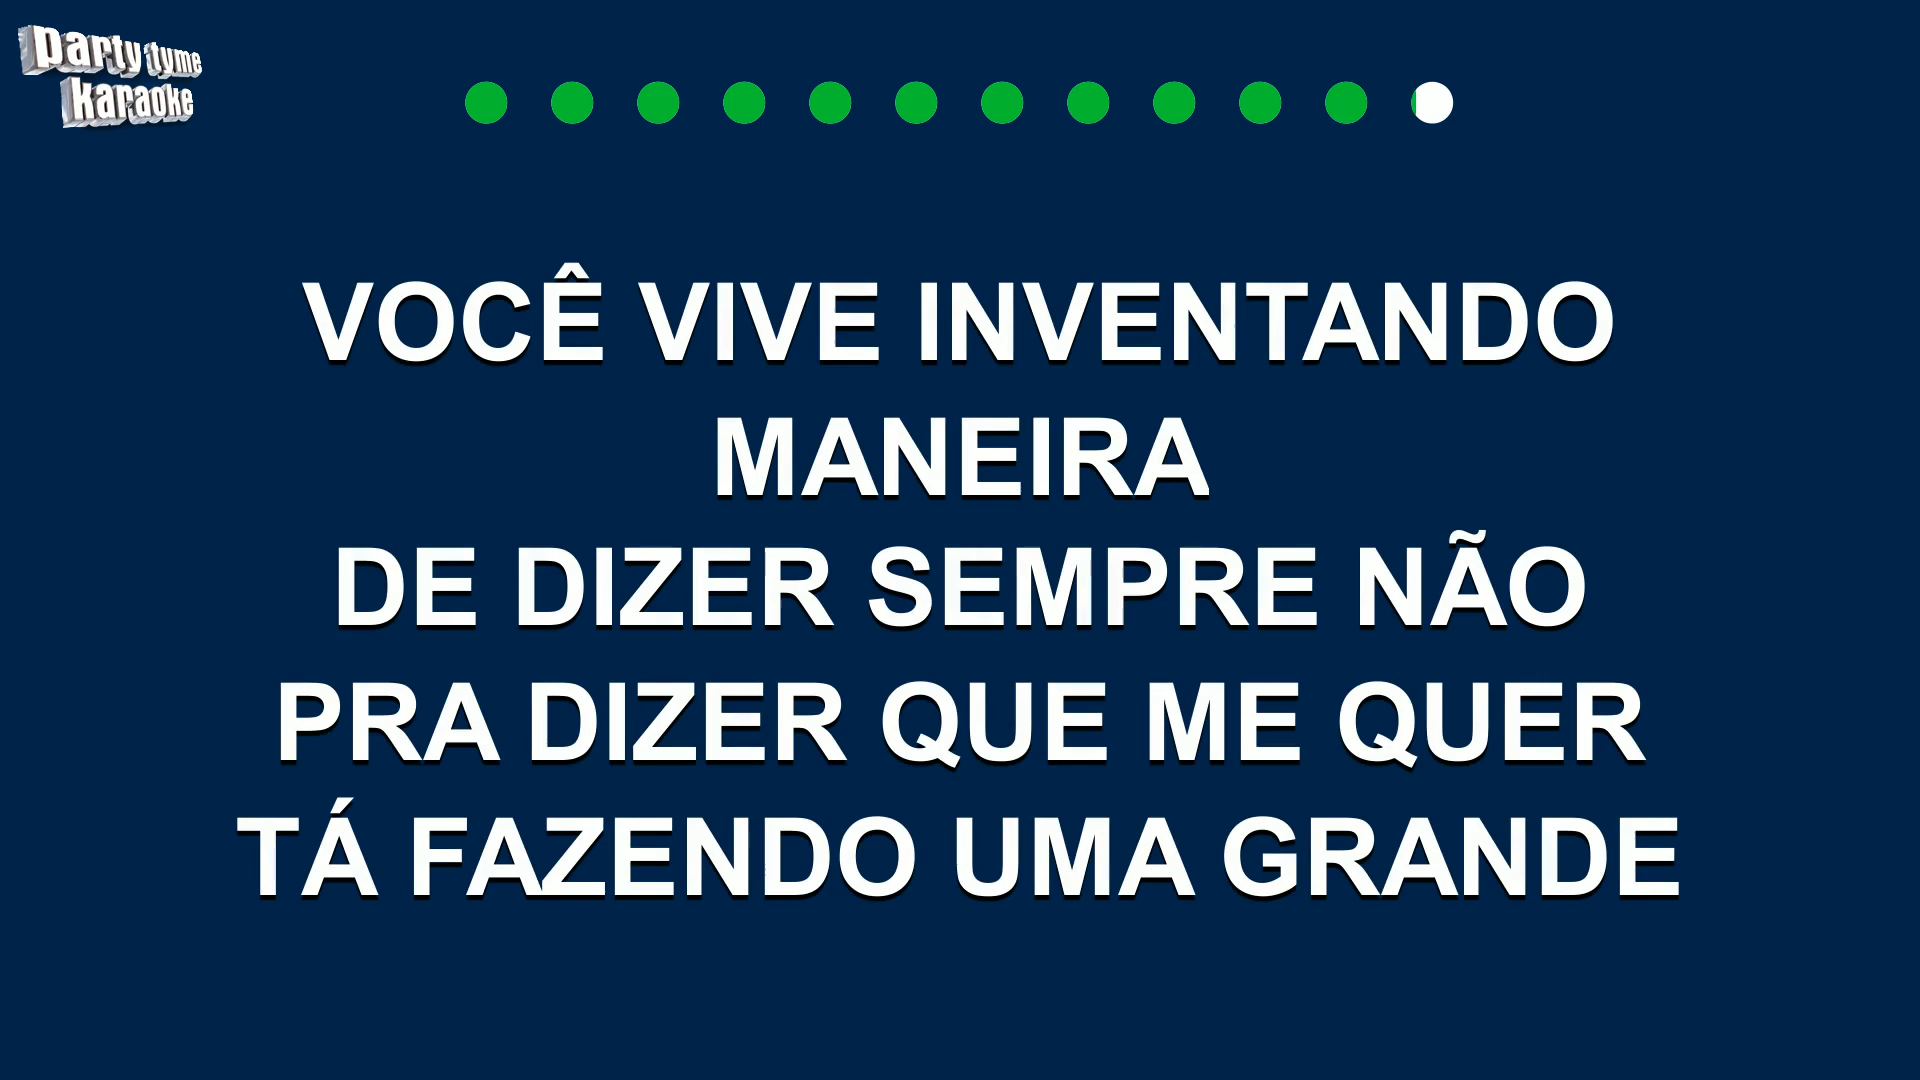 party tyme
karaoke
VOCÊ VIVE INVENTANDO
MANEIRA
DE DIZER SEMPRE NÃO
PRA DIZER QUE ME QUER
TÁ FAZENDO UMA GRANDE